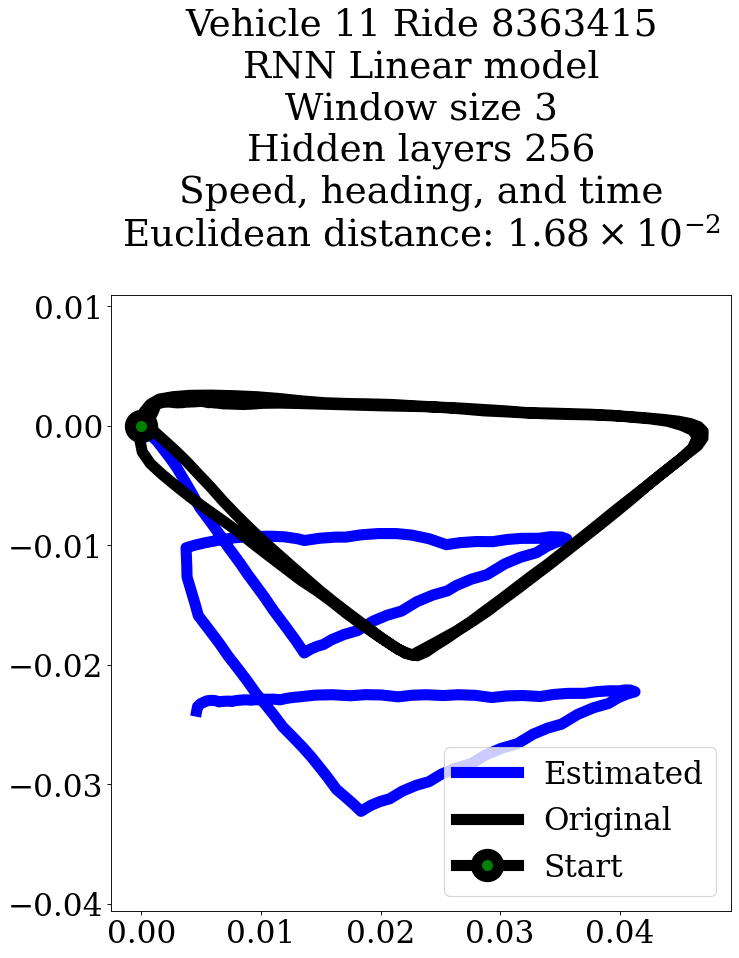 Vehicle 11 Ride 8363415
RNN Linear model
Window size 3
Hidden layers 256
Speed, heading, and time
Euclidean distance: 1.68 × 10⁻²
0.01
0.00
−0.01
−0.02
−0.03
−0.04
0.00 0.01 0.02 0.03 0.04
Estimated
Original
Start